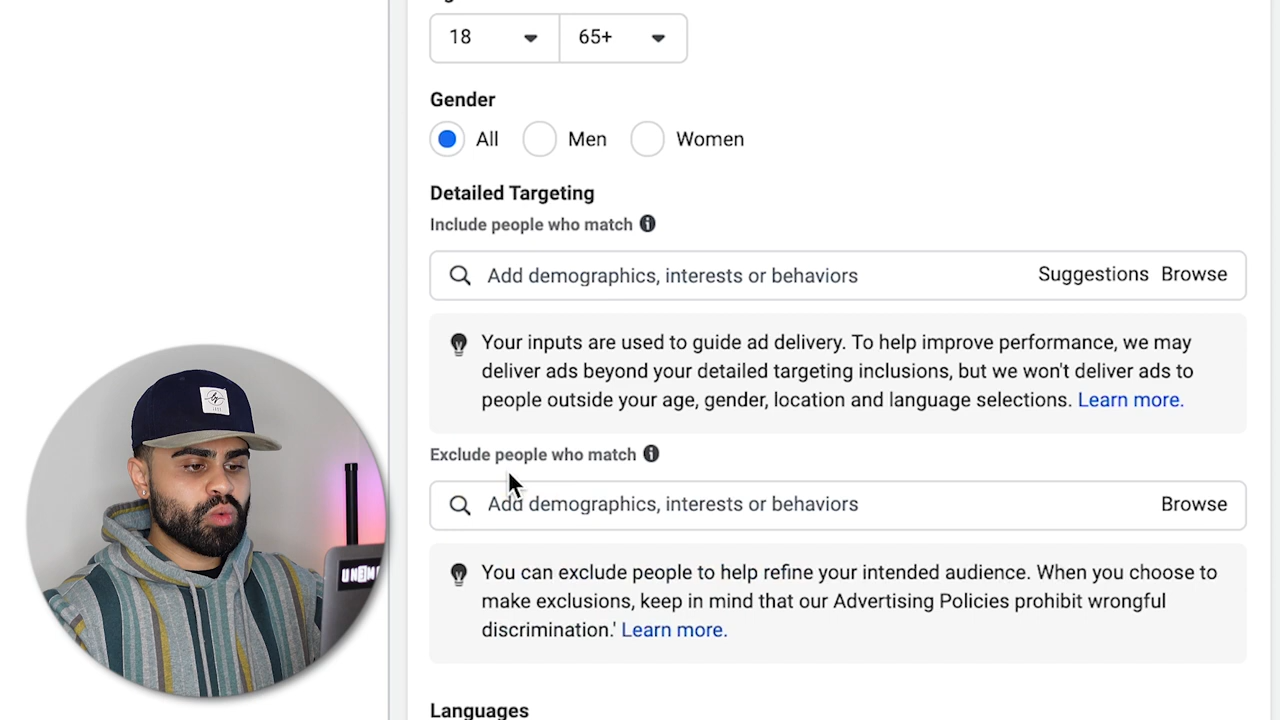 18
65+
Gender
All
Men
Women
Detailed Targeting
Include people who match
Add demographics, interests or behaviors
Suggestions
Browse
Your inputs are used to guide ad delivery. To help improve performance, we may
deliver ads beyond your detailed targeting inclusions, but we won't deliver ads to
people outside your age, gender, location and language selections. Learn more.
Exclude people who match
Add demographics, interests or behaviors
Browse
You can exclude people to help refine your intended audience. When you choose to
make exclusions, keep in mind that our Advertising Policies prohibit wrongful
discrimination.' Learn more.
Languages